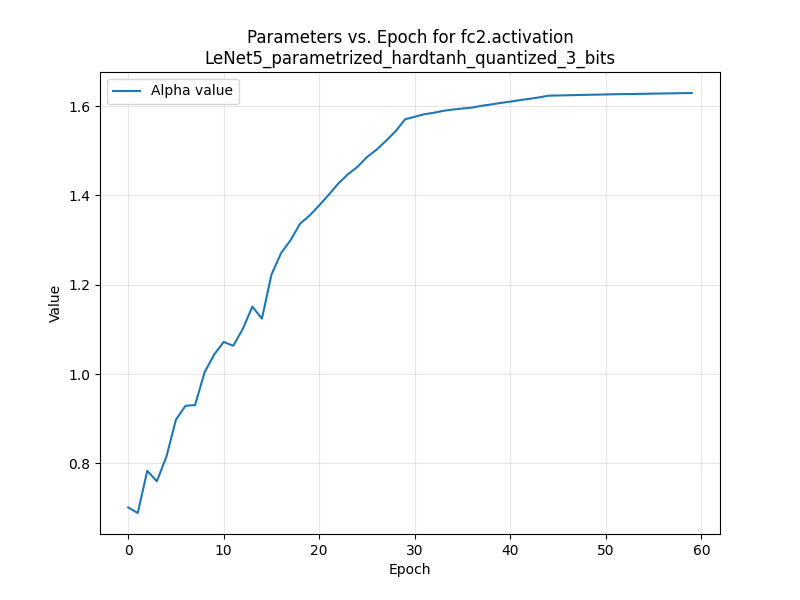 Parameters vs. Epoch for fc2.activation
LeNet5_parametrized_hardtanh_quantized_3_bits
Alpha value
1.6
1.4
1.2
1.0
0.8
Value
0 10 20 30 40 50 60
Epoch